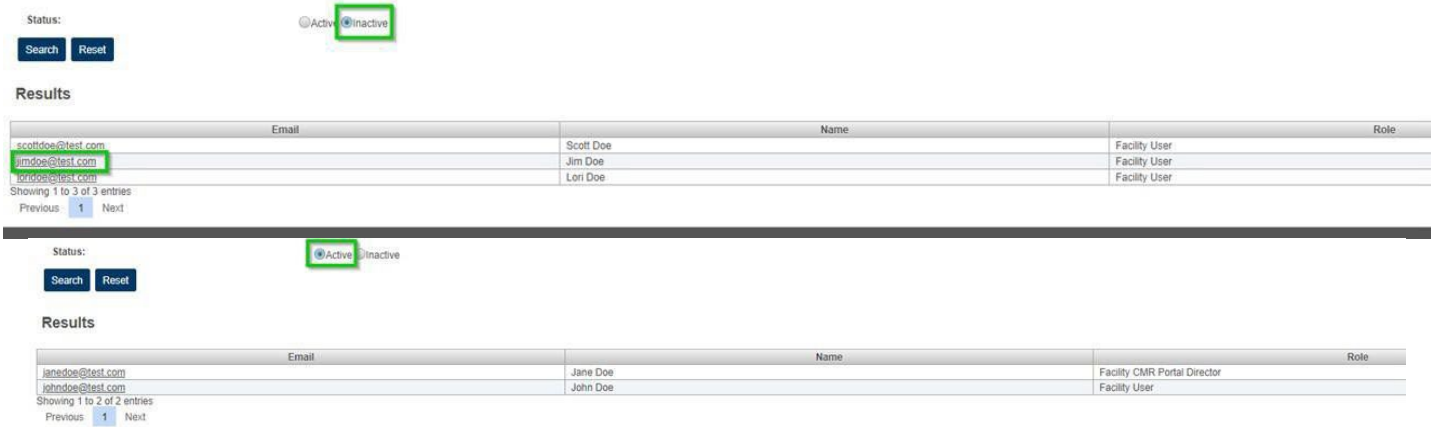 Status: Active Inactive
Search Reset
Results
Email Name Role
scottdoe@test.com Scott Doe Facility User
jimdoe@test.com Jim Doe Facility User
loridoe@test.com Lori Doe Facility User
Showing 1 to 3 of 3 entries
Previous 1 Next
Status: Active Inactive
Search Reset
Results
Email Name Role
janedoe@test.com Jane Doe Facility CMR Portal Director
johndoe@test.com John Doe Facility User
Showing 1 to 2 of 2 entries
Previous 1 Next